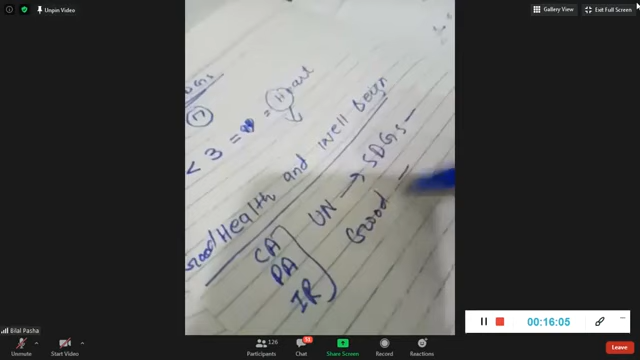 Unpin Video
Gallery View
Exit Full Screen
DGs
17
< 3 = = Heart
Good Health and Well Being
UN → SDGs -
CA
PA
IR
Good -
00:16:05
Bilal Pasha
Unmute
Start Video
126
Participants
Chat
Share Screen
Record
Reactions
Leave